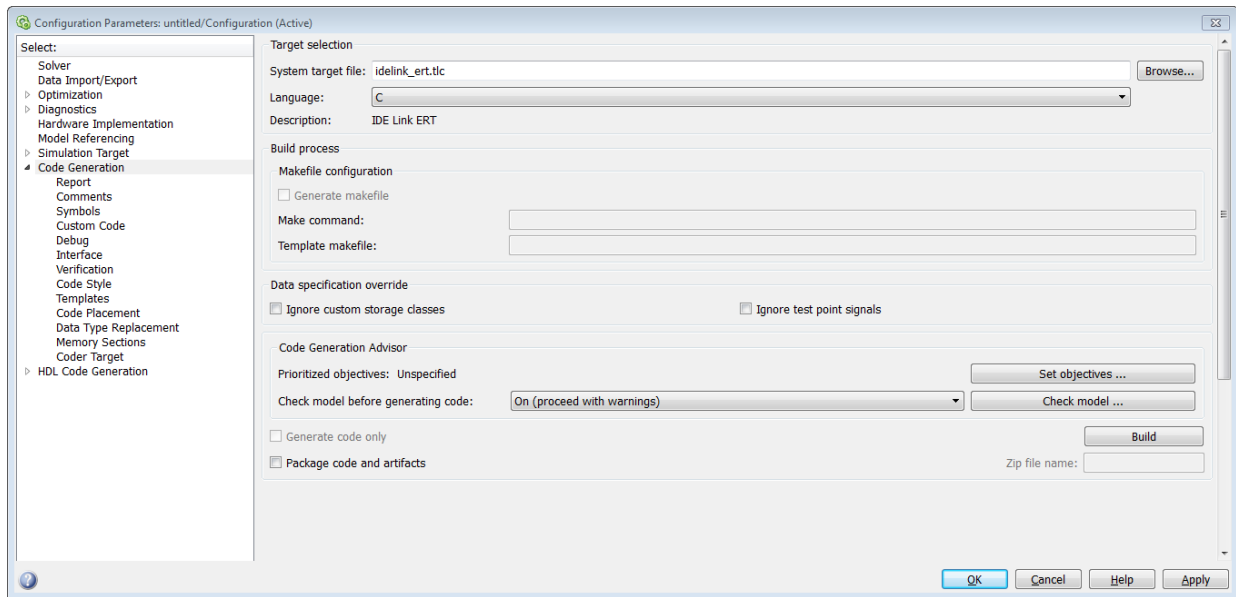 Configuration Parameters: untitled/Configuration (Active)
Select:
Solver
Data Import/Export
Optimization
Diagnostics
Hardware Implementation
Model Referencing
Simulation Target
Code Generation
Report
Comments
Symbols
Custom Code
Debug
Interface
Verification
Code Style
Templates
Code Placement
Data Type Replacement
Memory Sections
Coder Target
HDL Code Generation
Target selection
System target file: idelink_ert.tlc Browse...
Language: C
Description: IDE Link ERT
Build process
Makefile configuration
Generate makefile
Make command:
Template makefile:
Data specification override
Ignore custom storage classes Ignore test point signals
Code Generation Advisor
Prioritized objectives: Unspecified Set objectives ...
Check model before generating code: On (proceed with warnings) Check model ...
Generate code only Build
Package code and artifacts Zip file name:
OK Cancel Help Apply